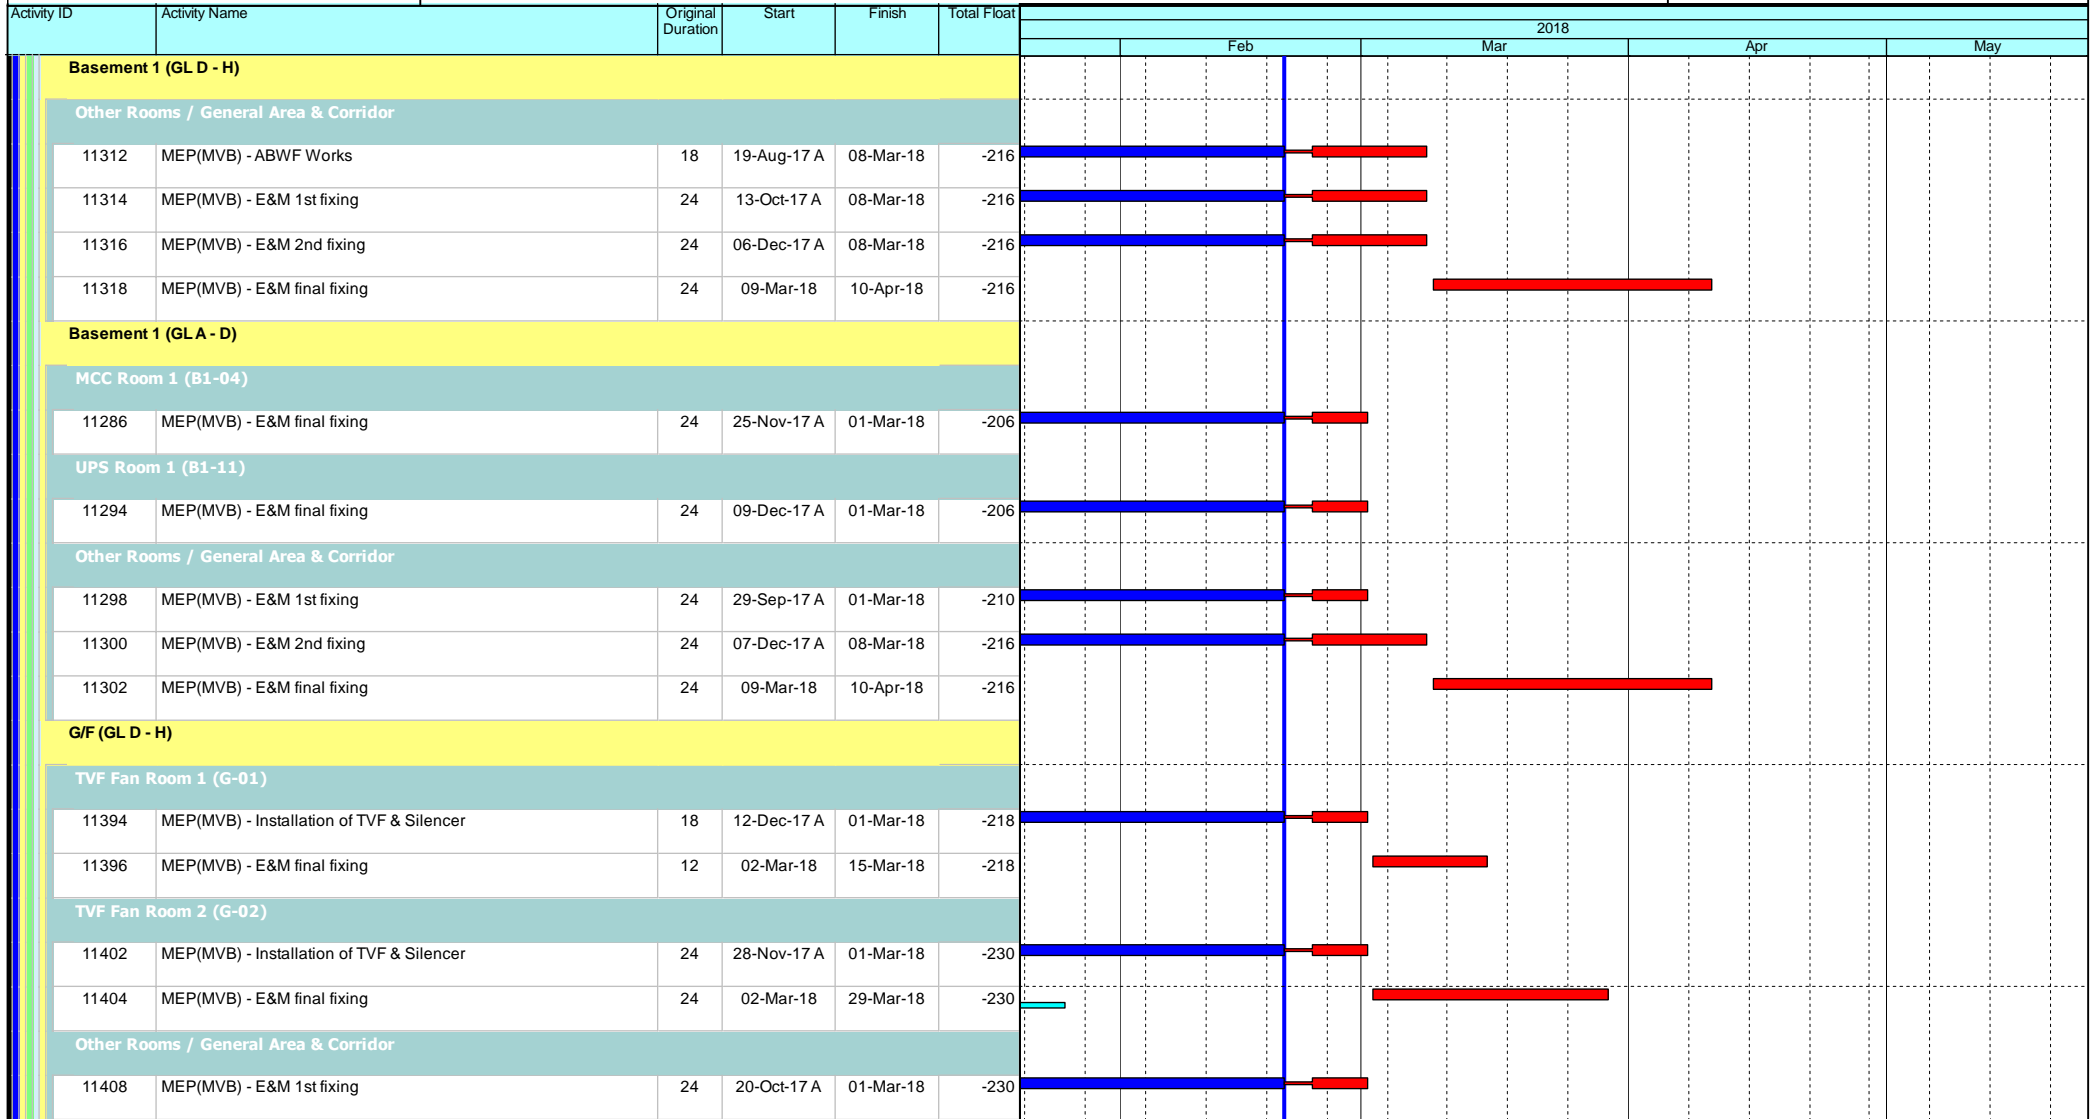 Activity ID Activity Name Original Duration Start Finish Total Float
2018
Feb Mar Apr May
Basement 1 (GL D - H)
Other Rooms / General Area & Corridor
11312 MEP(MVB) - ABWF Works 18 19-Aug-17 A 08-Mar-18 -216
11314 MEP(MVB) - E&M 1st fixing 24 13-Oct-17 A 08-Mar-18 -216
11316 MEP(MVB) - E&M 2nd fixing 24 06-Dec-17 A 08-Mar-18 -216
11318 MEP(MVB) - E&M final fixing 24 09-Mar-18 10-Apr-18 -216
Basement 1 (GL A - D)
MCC Room 1 (B1-04)
11286 MEP(MVB) - E&M final fixing 24 25-Nov-17 A 01-Mar-18 -206
UPS Room 1 (B1-11)
11294 MEP(MVB) - E&M final fixing 24 09-Dec-17 A 01-Mar-18 -206
Other Rooms / General Area & Corridor
11298 MEP(MVB) - E&M 1st fixing 24 29-Sep-17 A 01-Mar-18 -210
11300 MEP(MVB) - E&M 2nd fixing 24 07-Dec-17 A 08-Mar-18 -216
11302 MEP(MVB) - E&M final fixing 24 09-Mar-18 10-Apr-18 -216
G/F (GL D - H)
TVF Fan Room 1 (G-01)
11394 MEP(MVB) - Installation of TVF & Silencer 18 12-Dec-17 A 01-Mar-18 -218
11396 MEP(MVB) - E&M final fixing 12 02-Mar-18 15-Mar-18 -218
TVF Fan Room 2 (G-02)
11402 MEP(MVB) - Installation of TVF & Silencer 24 28-Nov-17 A 01-Mar-18 -230
11404 MEP(MVB) - E&M final fixing 24 02-Mar-18 29-Mar-18 -230
Other Rooms / General Area & Corridor
11408 MEP(MVB) - E&M 1st fixing 24 20-Oct-17 A 01-Mar-18 -230